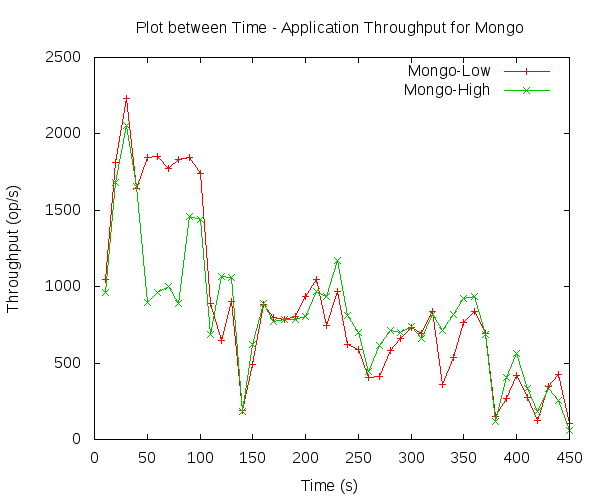 Plot between Time - Application Throughput for Mongo
2500
2000
1500
1000
500
0
Throughput (op/s)
Mongo-Low
Mongo-High
0 50 100 150 200 250 300 350 400 450
Time (s)